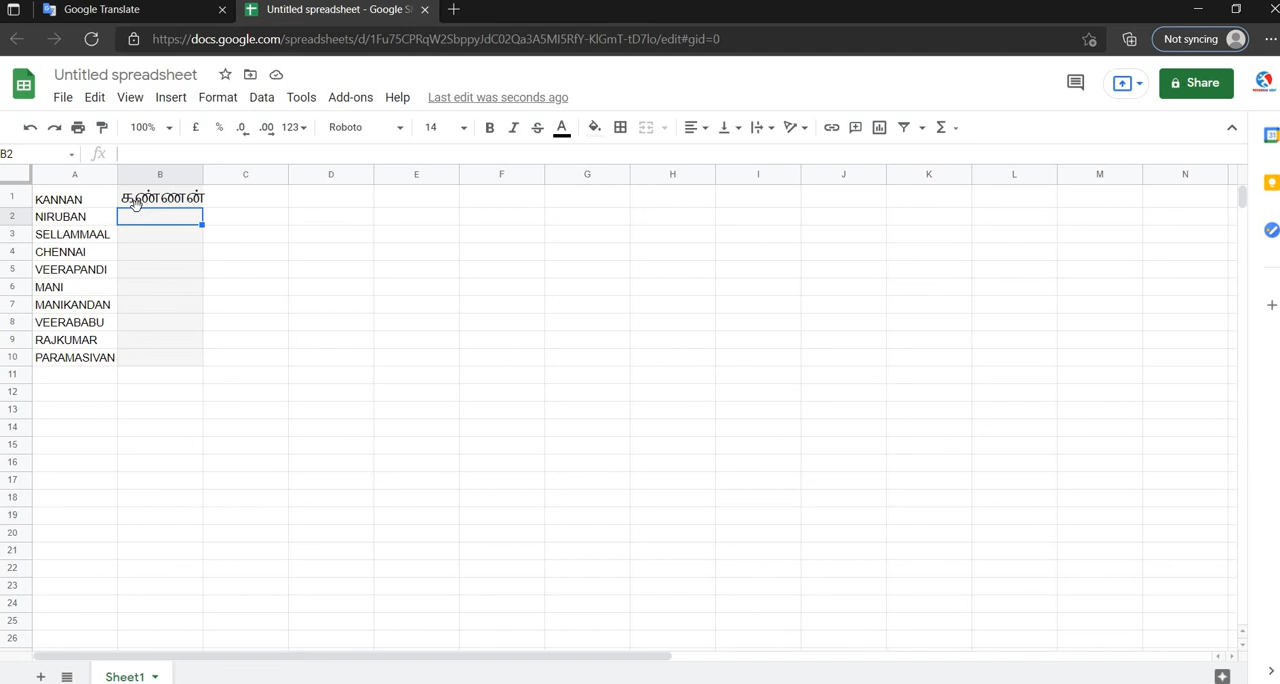 Google Translate
Untitled spreadsheet - Google S
https://docs.google.com/spreadsheets/d/1Fu75CPRqW2SbppyJdC02Qa3A5MI5RfY-KlGmT-tD7lo/edit#gid=0
Not syncing
Untitled spreadsheet
File Edit View Insert Format Data Tools Add-ons Help Last edit was seconds ago
Share
100% £ % .0 .00 123 Roboto 14 B I S A Σ
B2 fx
A B C D E F G H I J K L M N
1 KANNAN கண்ணன்
2 NIRUBAN
3 SELLAMMAAL
4 CHENNAI
5 VEERAPANDI
6 MANI
7 MANIKANDAN
8 VEERABABU
9 RAJKUMAR
10 PARAMASIVAN
11
12
13
14
15
16
17
18
19
20
21
22
23
24
25
26
Sheet1